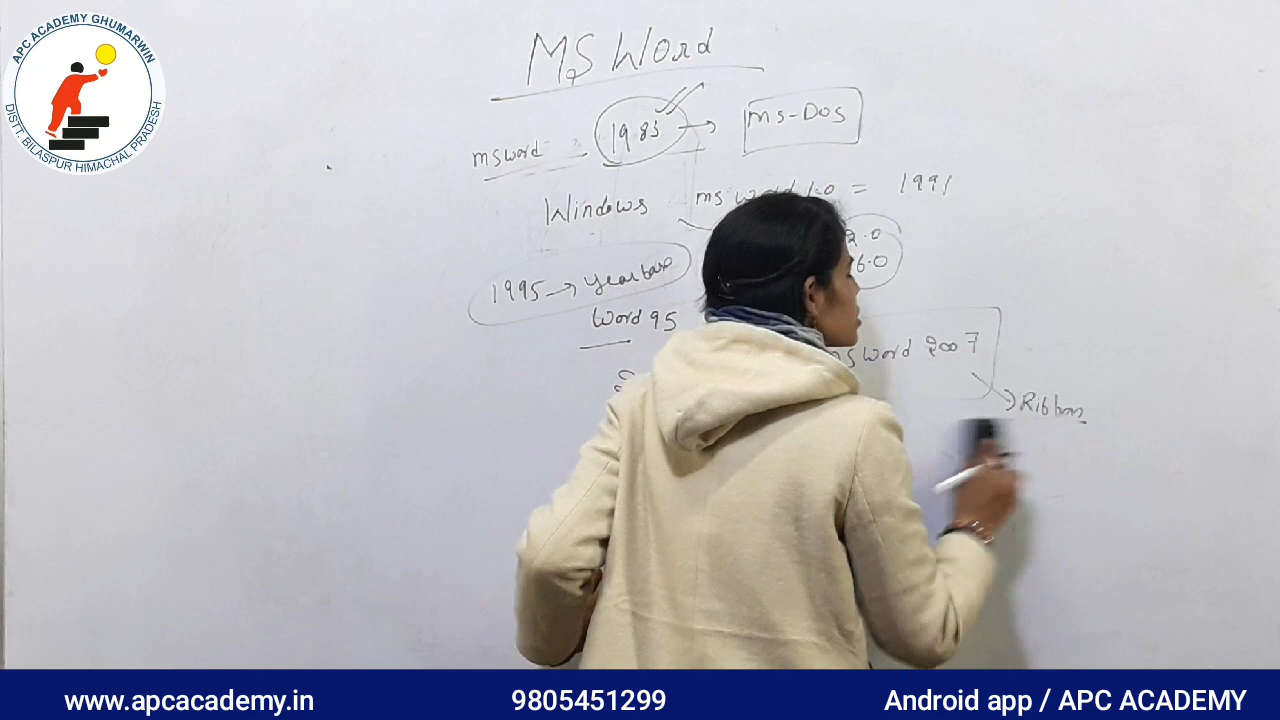 APC ACADEMY GHUMARWIN
DISTT. BILASPUR HIMACHAL PRADESH
MS Word
msword 1983 → ms-DOS
Windows ms word 1.0 = 1991
2.0
6.0
1995 → year base
Word 95
word 2007
Ribbon
www.apcacademy.in 9805451299 Android app / APC ACADEMY